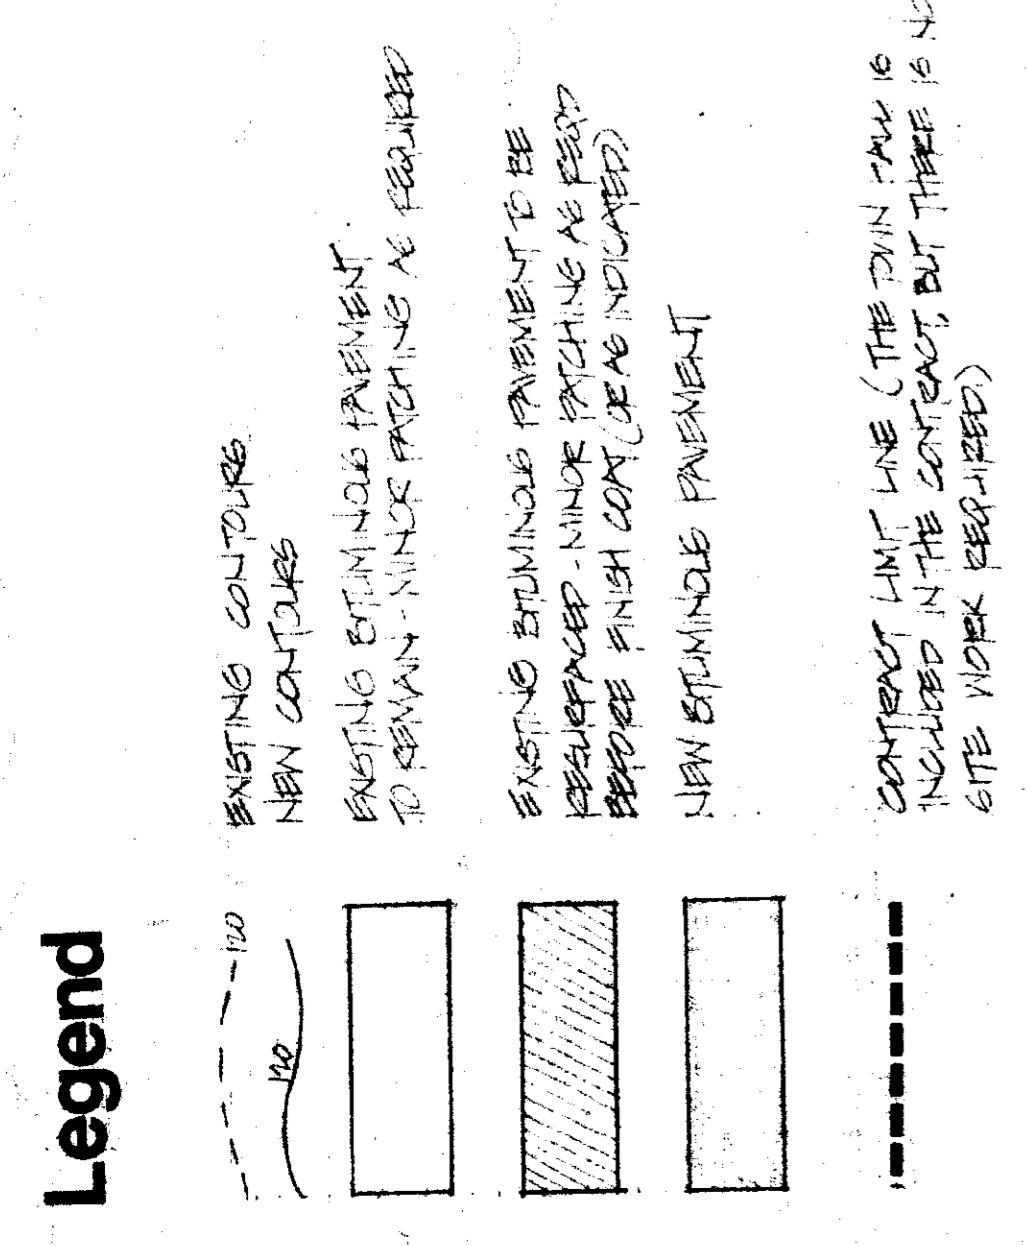 Legend
120
EXISTING CONTOURS
120
NEW CONTOURS
EXISTING BITUMINOUS PAVEMENT
TO REMAIN - MINOR PATCHING AS REQUIRED
EXISTING BITUMINOUS PAVEMENT TO BE
RESURFACED - MINOR PATCHING AS REQD
BEFORE FINISH COAT (OR AS INDICATED)
NEW BITUMINOUS PAVEMENT
CONTRACT LIMIT LINE (THE TOWN IS
INCLUDED IN THE CONTRACT, BUT THERE IS NO
SITE WORK REQUIRED.)